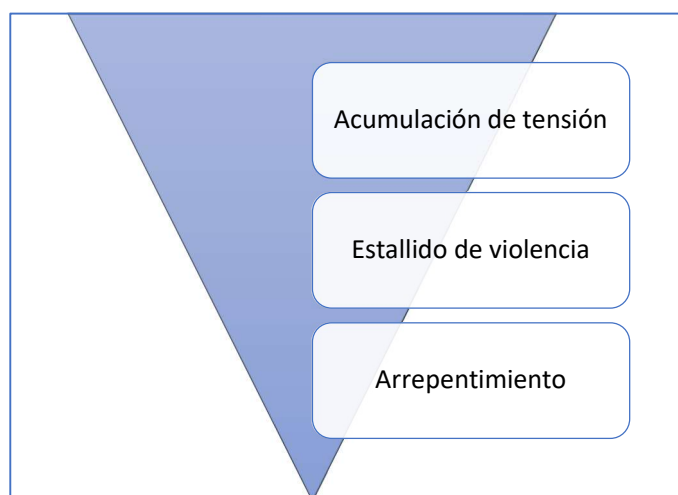 Acumulación de tensión
Estallido de violencia
Arrepentimiento